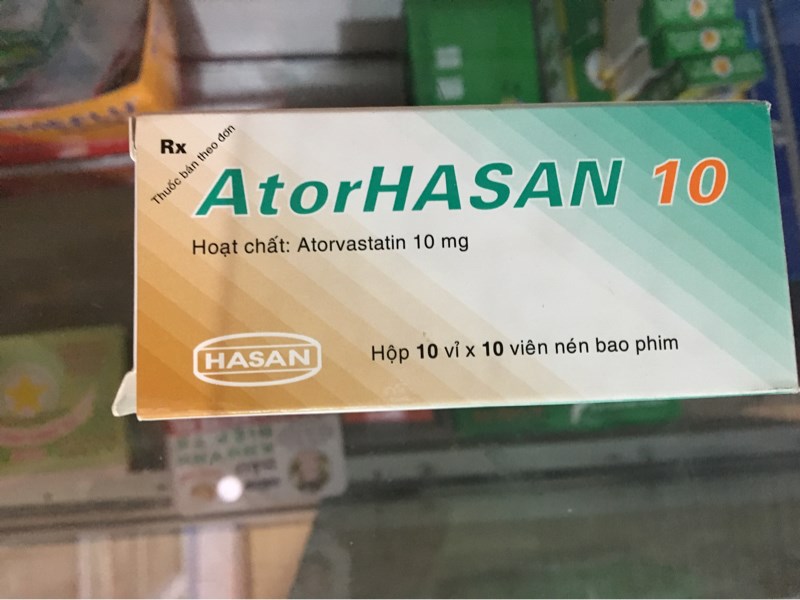 Rx
Thuốc bán theo đơn
AtorHASAN 10
Hoạt chất: Atorvastatin 10 mg
HASAN
Hộp 10 vỉ x 10 viên nén bao phim